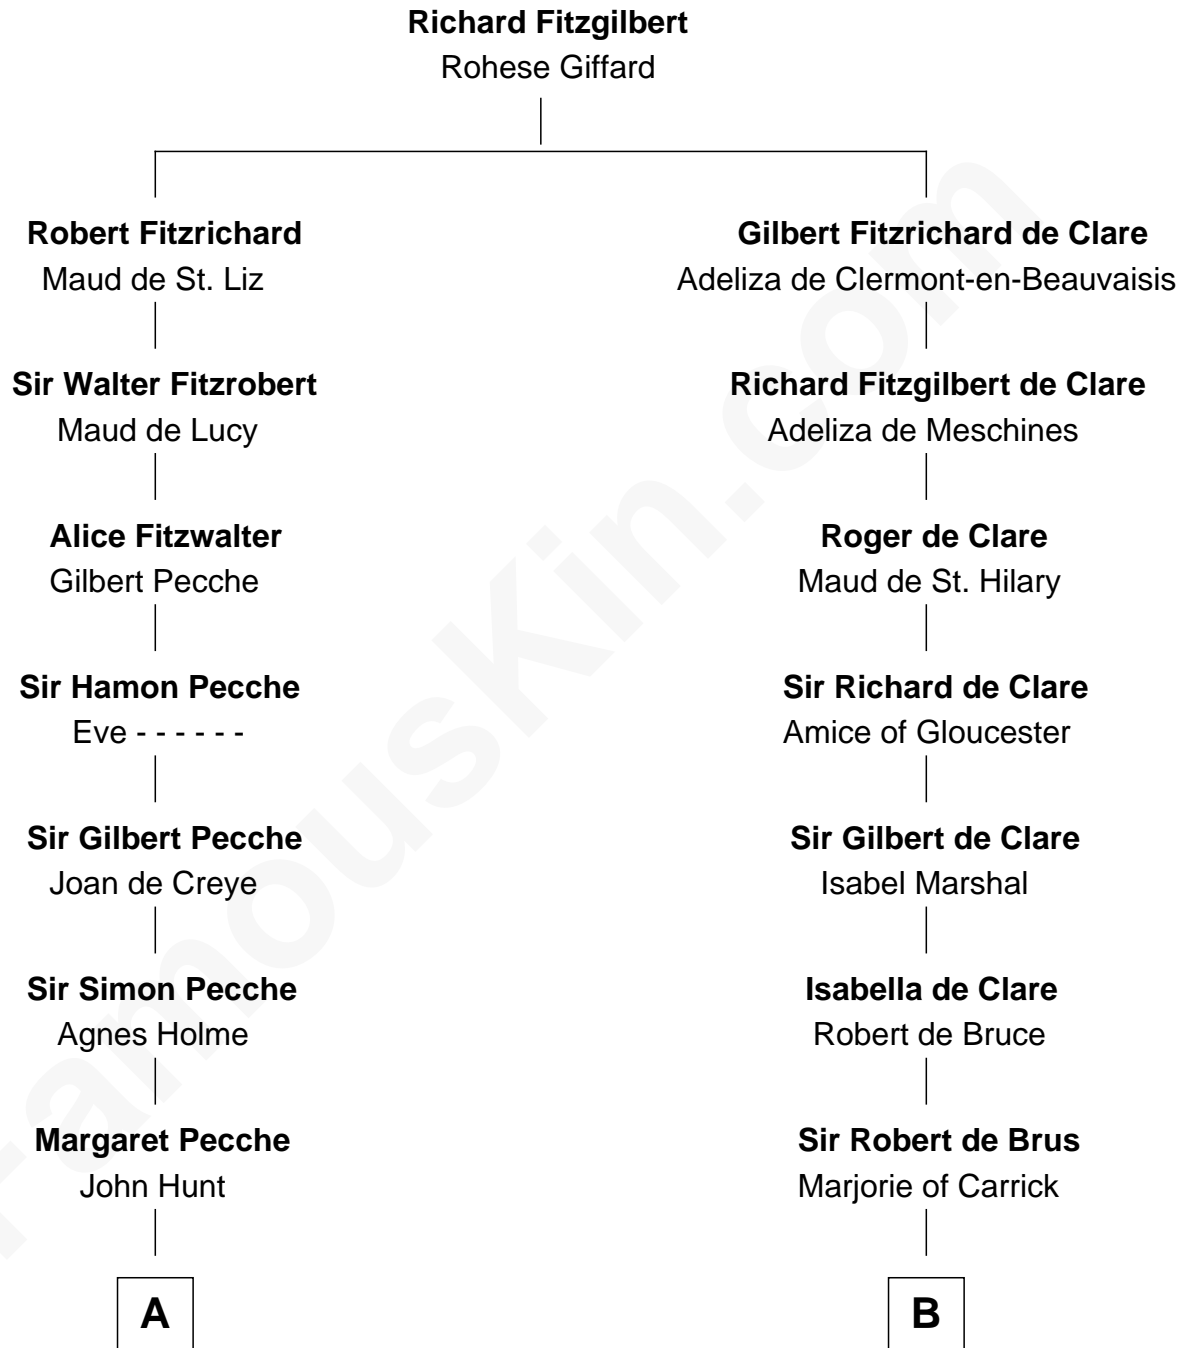 Richard Fitzgilbert
Rohese Giffard
Robert Fitzrichard
Maud de St. Liz
Gilbert Fitzrichard de Clare
Adeliza de Clermont-en-Beauvaisis
Sir Walter Fitzrobert
Maud de Lucy
Richard Fitzgilbert de Clare
Adeliza de Meschines
Alice Fitzwalter
Gilbert Pecche
Roger de Clare
Maud de St. Hilary
Sir Hamon Pecche
Eve - - - - - -
Sir Richard de Clare
Amice of Gloucester
Sir Gilbert Pecche
Joan de Creye
Sir Gilbert de Clare
Isabel Marshal
Sir Simon Pecche
Agnes Holme
Isabella de Clare
Robert de Bruce
Margaret Pecche
John Hunt
Sir Robert de Brus
Marjorie of Carrick
A
B
FamousKin.com